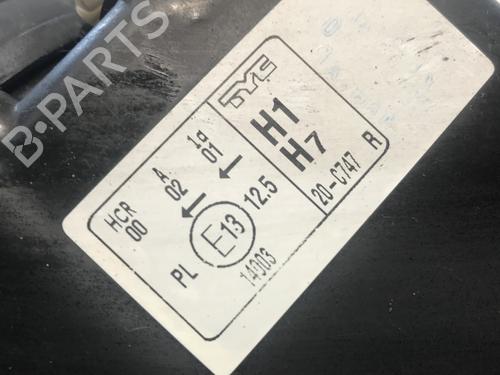 B-PARTS
TYC
H1
H7
20-C747 R
HCR A 1a
00 02 01
PL E13 12.5
14003